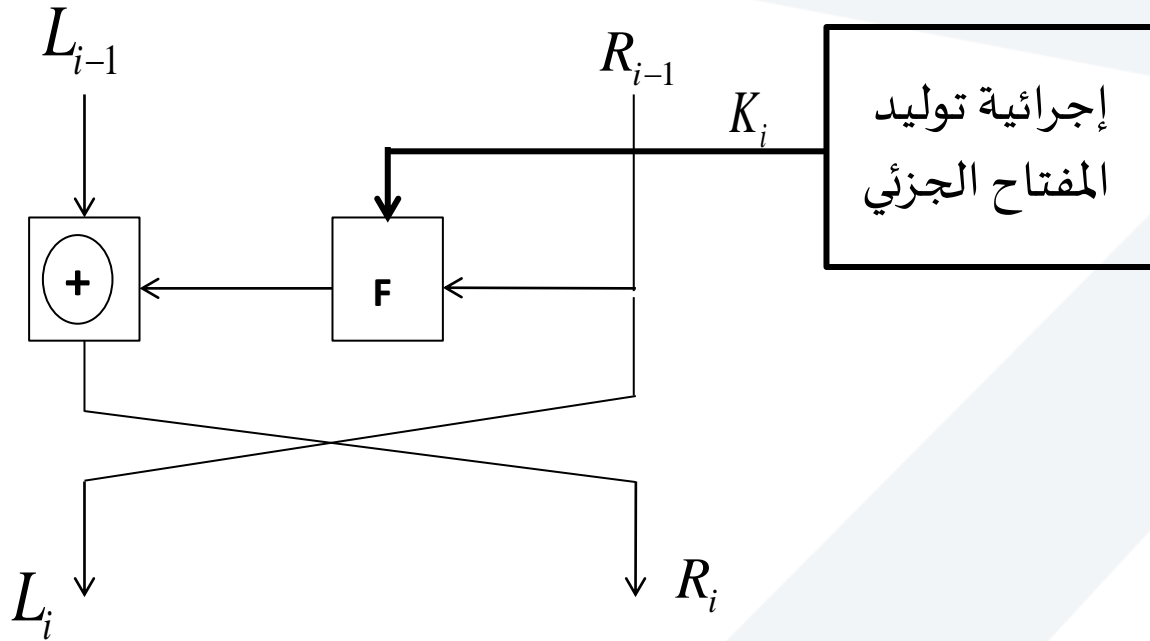 L_{i-1}
R_{i-1}
K_i
إجرائية توليد
المفتاح الجزئي
+
F
L_i
R_i